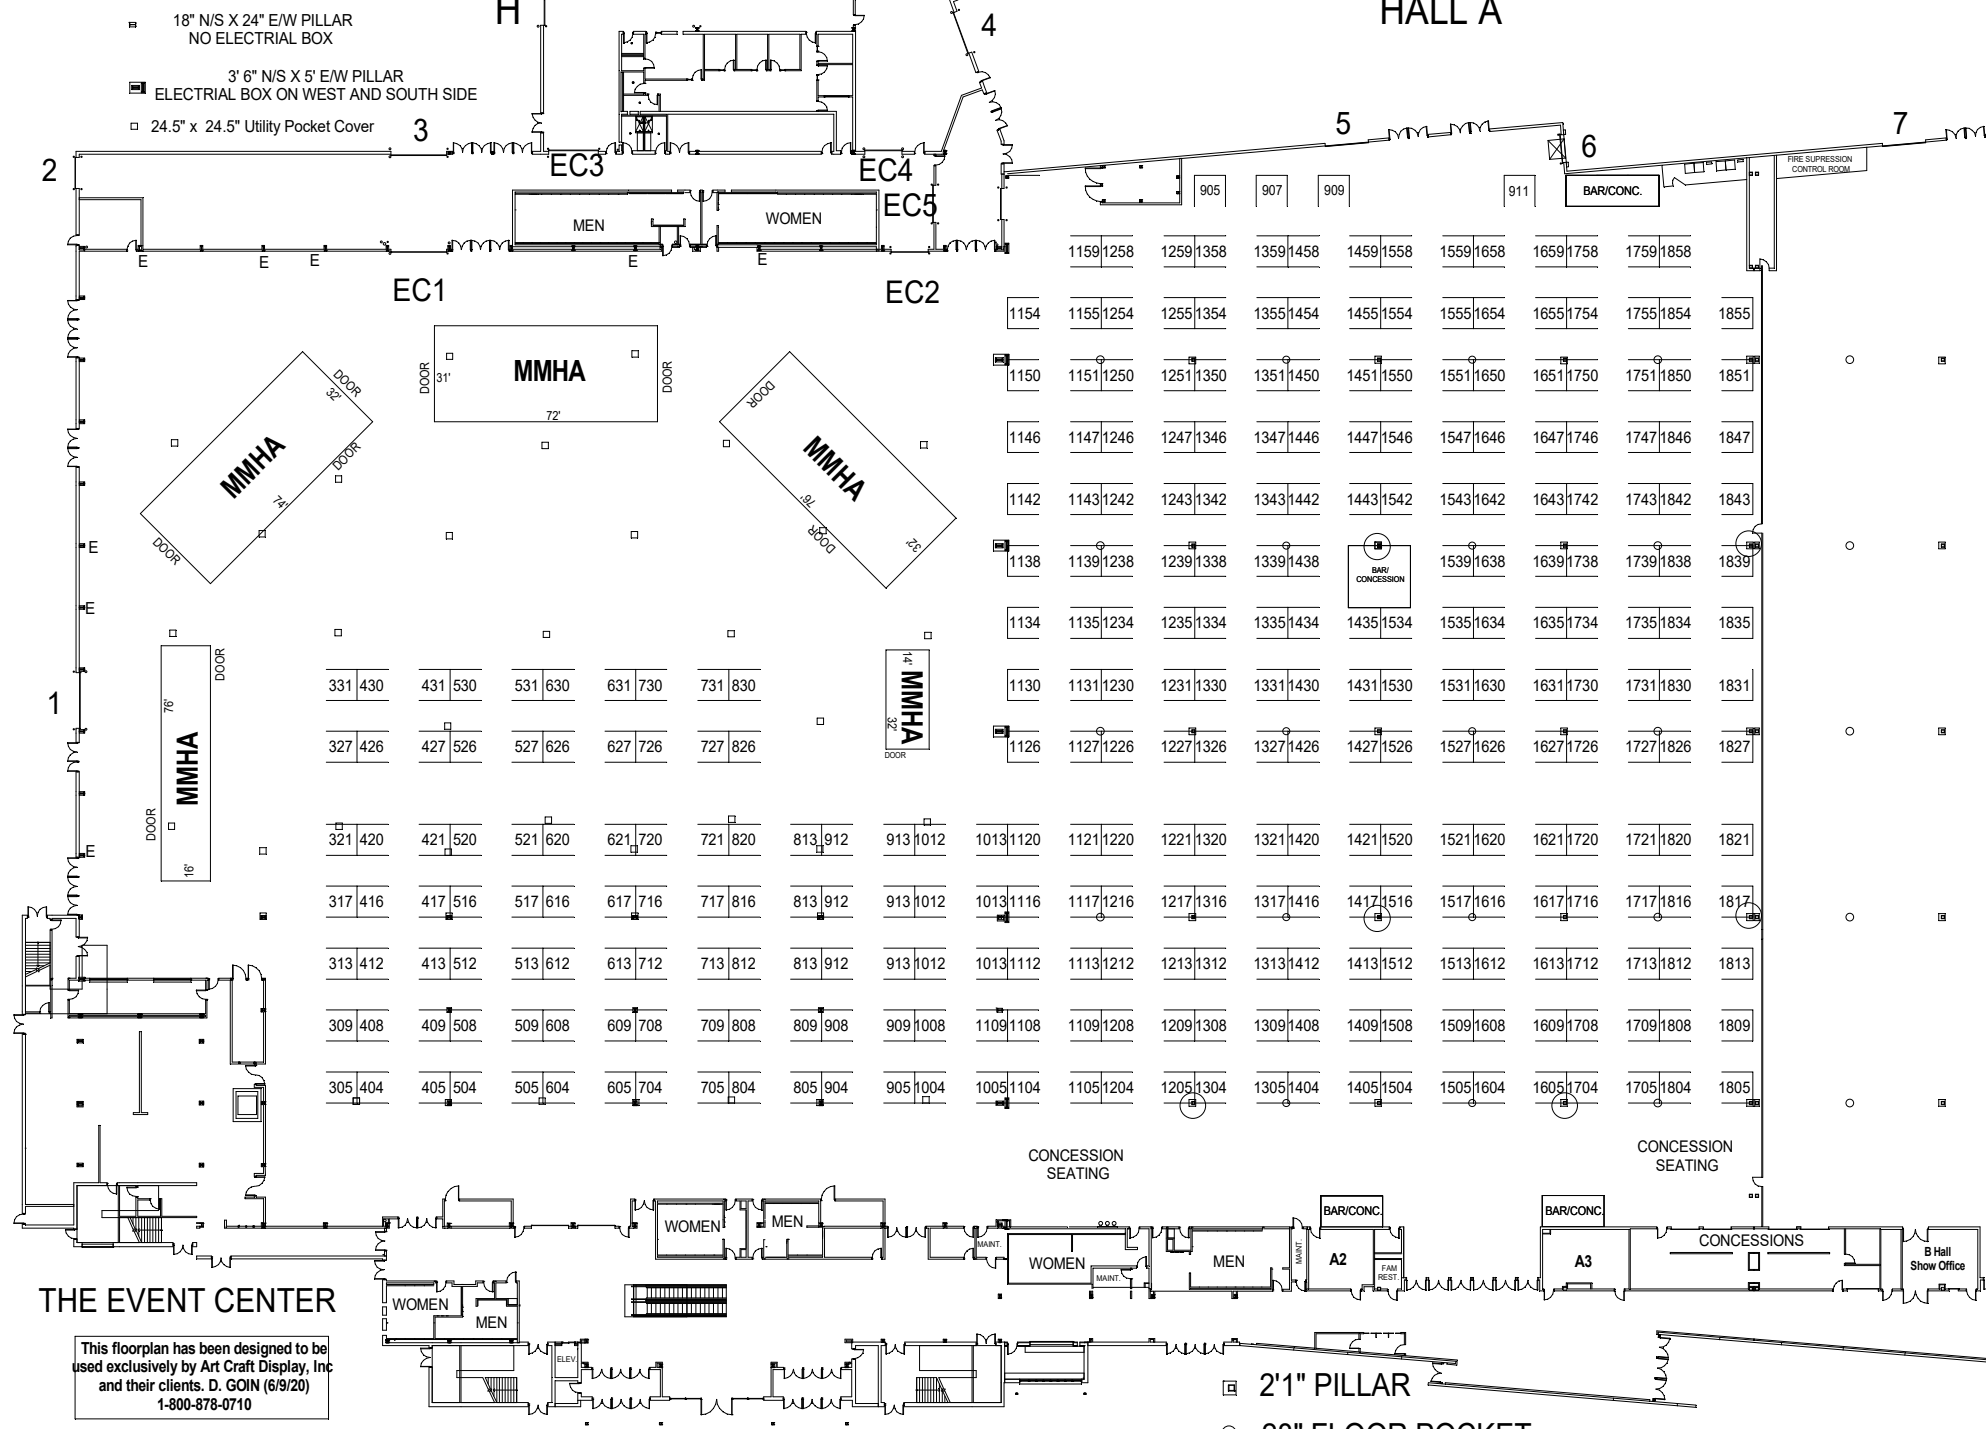 H
HALL A
18" N/S X 24" E/W PILLAR
NO ELECTRIAL BOX
3' 6" N/S X 5' E/W PILLAR
ELECTRIAL BOX ON WEST AND SOUTH SIDE
24.5" x 24.5" Utility Pocket Cover
2
3
4
5
6
7
EC3
EC4
EC5
MEN
WOMEN
905
907
909
911
BAR/CONC.
FIRE SUPRESSION
CONTROL ROOM
E
E
E
E
E
EC1
EC2
1159 1258 1259 1358 1359 1458 1459 1558 1559 1658 1659 1758 1759 1858
1154 1155 1254 1255 1354 1355 1454 1455 1554 1555 1654 1655 1754 1755 1854 1855
1150 1151 1250 1251 1350 1351 1450 1451 1550 1551 1650 1651 1750 1751 1850 1851
1146 1147 1246 1247 1346 1347 1446 1447 1546 1547 1646 1647 1746 1747 1846 1847
1142 1143 1242 1243 1342 1343 1442 1443 1542 1543 1642 1643 1742 1743 1842 1843
1138 1139 1238 1239 1338 1339 1438 BAR/
CONCESSION
1539 1638 1639 1738 1739 1838 1839
1134 1135 1234 1235 1334 1335 1434 1435 1534 1535 1634 1635 1734 1735 1834 1835
1130 1131 1230 1231 1330 1331 1430 1431 1530 1531 1630 1631 1730 1731 1830 1831
1126 1127 1226 1227 1326 1327 1426 1427 1526 1527 1626 1627 1726 1727 1826 1827
DOOR
31'
MMHA
72'
DOOR
DOOR
32'
MMHA
DOOR
74'
DOOR
DOOR
MMHA
76'
DOOR
32'
E
E
1
E
DOOR
76'
MMHA
DOOR
16'
14'
MMHA
32'
DOOR
331 430 431 530 531 630 631 730 731 830
327 426 427 526 527 626 627 726 727 826
321 420 421 520 521 620 621 720 721 820 813 912 913 1012 1013 1120 1121 1220 1221 1320 1321 1420 1421 1520 1521 1620 1621 1720 1721 1820 1821
317 416 417 516 517 616 617 716 717 816 813 912 913 1012 1013 1116 1117 1216 1217 1316 1317 1416 1417 1516 1517 1616 1617 1716 1717 1816 1817
313 412 413 512 513 612 613 712 713 812 813 912 913 1012 1013 1112 1113 1212 1213 1312 1313 1412 1413 1512 1513 1612 1613 1712 1713 1812 1813
309 408 409 508 509 608 609 708 709 808 809 908 909 1008 1109 1108 1109 1208 1209 1308 1309 1408 1409 1508 1509 1608 1609 1708 1709 1808 1809
305 404 405 504 505 604 605 704 705 804 805 904 905 1004 1005 1104 1105 1204 1205 1304 1305 1404 1405 1504 1505 1604 1605 1704 1705 1804 1805
CONCESSION
SEATING
CONCESSION
SEATING
WOMEN
MEN
MAINT.
WOMEN
MAINT.
MEN
MAINT.
BAR/CONC.
A2
FAM
REST.
BAR/CONC.
A3
CONCESSIONS
B Hall
Show Office
WOMEN
MEN
ELEV.
THE EVENT CENTER
This floorplan has been designed to be
used exclusively by Art Craft Display, Inc
and their clients. D. GOIN (6/9/20)
1-800-878-0710
2'1" PILLAR